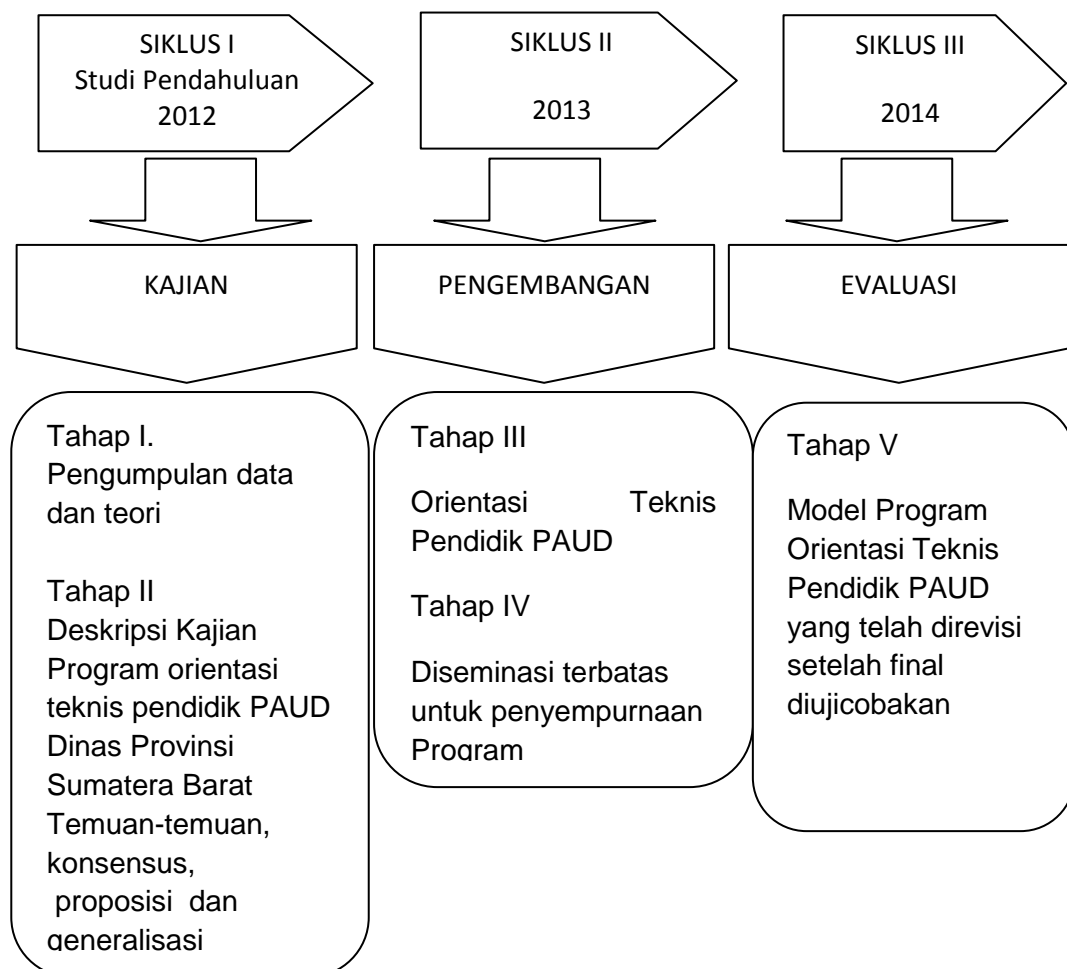 SIKLUS I
Studi Pendahuluan
2012
SIKLUS II
2013
SIKLUS III
2014
KAJIAN
PENGEMBANGAN
EVALUASI
Tahap I.
Pengumpulan data
dan teori
Tahap II
Deskripsi Kajian
Program orientasi
teknis pendidik PAUD
Dinas Provinsi
Sumatera Barat
Temuan-temuan,
konsensus,
proposisi dan
generalisasi
Tahap III
Orientasi Teknis
Pendidik PAUD
Tahap IV
Diseminasi terbatas
untuk penyempurnaan
Program
Tahap V
Model Program
Orientasi Teknis
Pendidik PAUD
yang telah direvisi
setelah final
diujicobakan